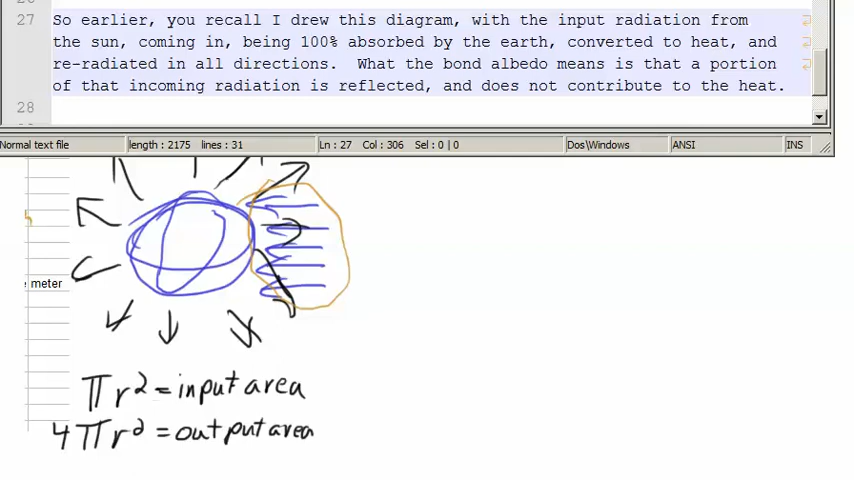 27 So earlier, you recall I drew this diagram, with the input radiation from
the sun, coming in, being 100% absorbed by the earth, converted to heat, and
re-radiated in all directions.  What the bond albedo means is that a portion
of that incoming radiation is reflected, and does not contribute to the heat.
28
Normal text file length : 2175 lines : 31 Ln : 27 Col : 306 Sel : 0 | 0 Dos\Windows ANSI INS
meter
πr²=input area
4πr²=output area